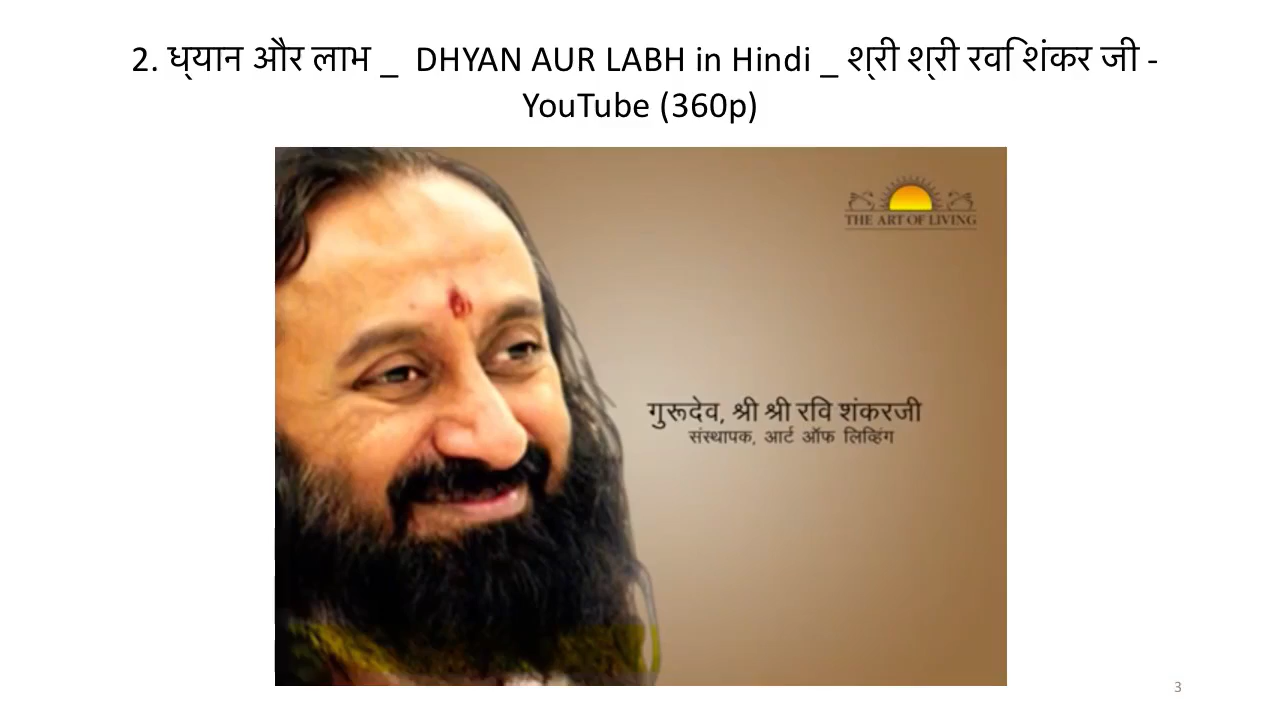 2. ध्यान और लाभ _ DHYAN AUR LABH in Hindi _ श्री श्री रवि शंकर जी -
YouTube (360p)
THE ART OF LIVING
गुरूदेव, श्री श्री रवि शंकरजी
संस्थापक, आर्ट ऑफ लिव्हिंग
3